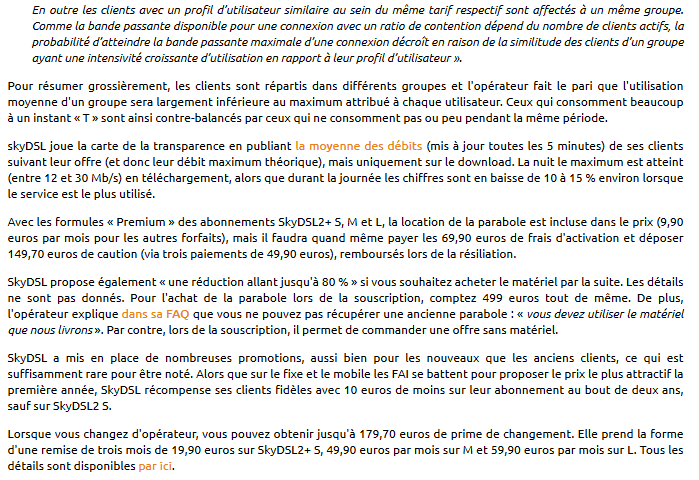 En outre les clients avec un profil d'utilisateur similaire au sein du même tarif respectif sont affectés à un même groupe.
Comme la bande passante disponible pour une connexion avec un ratio de contention dépend du nombre de clients actifs, la
probabilité d'atteindre la bande passante maximale d'une connexion décroît en raison de la similitude des clients d'un groupe
ayant une intensivité croissante d'utilisation en rapport à leur profil d'utilisateur ».
Pour résumer grossièrement, les clients sont répartis dans différents groupes et l'opérateur fait le pari que l'utilisation
moyenne d'un groupe sera largement inférieure au maximum attribué à chaque utilisateur. Ceux qui consomment beaucoup
à un instant « T » sont ainsi contre-balancés par ceux qui ne consomment pas ou peu pendant la même période.
skyDSL joue la carte de la transparence en publiant la moyenne des débits (mis à jour toutes les 5 minutes) de ses clients
suivant leur offre (et donc leur débit maximum théorique), mais uniquement sur le download. La nuit le maximum est atteint
(entre 12 et 30 Mb/s) en téléchargement, alors que durant la journée les chiffres sont en baisse de 10 à 15 % environ lorsque
le service est le plus utilisé.
Avec les formules « Premium » des abonnements SkyDSL2+ S, M et L, la location de la parabole est incluse dans le prix (9,90
euros par mois pour les autres forfaits), mais il faudra quand même payer les 69,90 euros de frais d'activation et déposer
149,70 euros de caution (via trois paiements de 49,90 euros), remboursés lors de la résiliation.
SkyDSL propose également « une réduction allant jusqu'à 80 % » si vous souhaitez acheter le matériel par la suite. Les détails
ne sont pas donnés. Pour l'achat de la parabole lors de la souscription, comptez 499 euros tout de même. De plus,
l'opérateur explique dans sa FAQ que vous ne pouvez pas récupérer une ancienne parabole : « vous devez utiliser le matériel
que nous livrons ». Par contre, lors de la souscription, il permet de commander une offre sans matériel.
SkyDSL a mis en place de nombreuses promotions, aussi bien pour les nouveaux que les anciens clients, ce qui est
suffisamment rare pour être noté. Alors que sur le fixe et le mobile les FAI se battent pour proposer le prix le plus attractif la
première année, SkyDSL récompense ses clients fidèles avec 10 euros de moins sur leur abonnement au bout de deux ans,
sauf sur SkyDSL2 S.
Lorsque vous changez d'opérateur, vous pouvez obtenir jusqu'à 179,70 euros de prime de changement. Elle prend la forme
d'une remise de trois mois de 19,90 euros sur SkyDSL2+ S, 49,90 euros par mois sur M et 59,90 euros par mois sur L. Tous les
détails sont disponibles par ici.